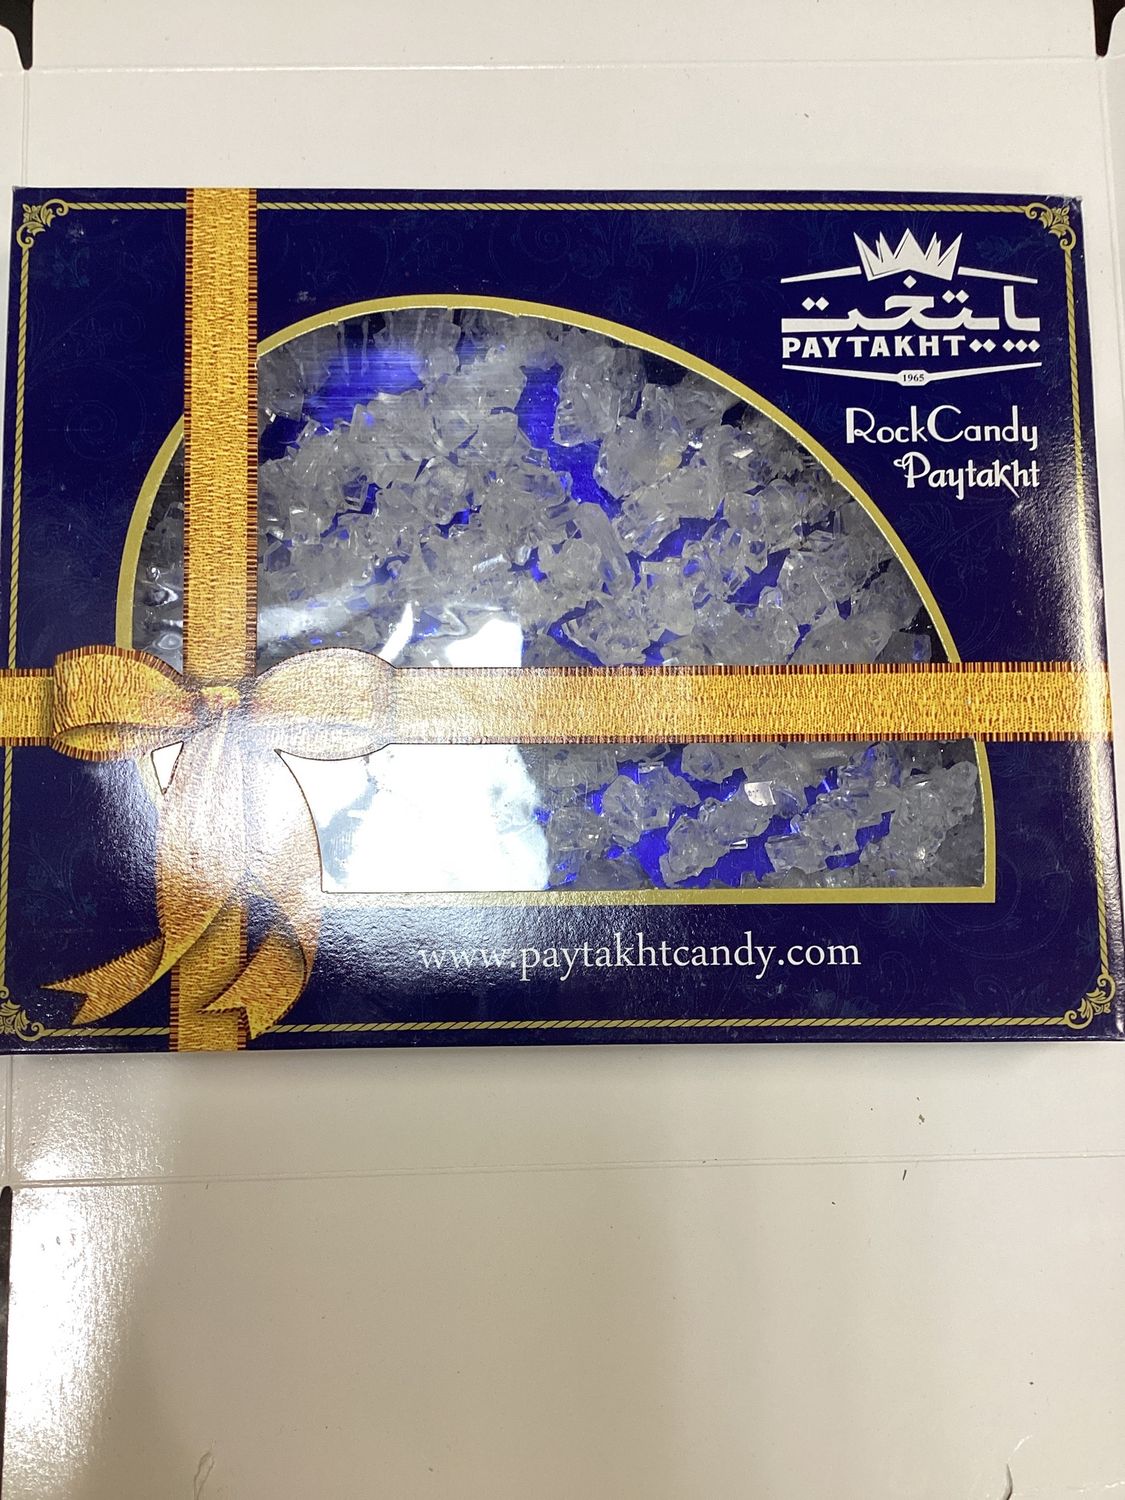 پایتخت
PAYTAKHT
1965
RockCandy
Paytakht
www.paytakhtcandy.com